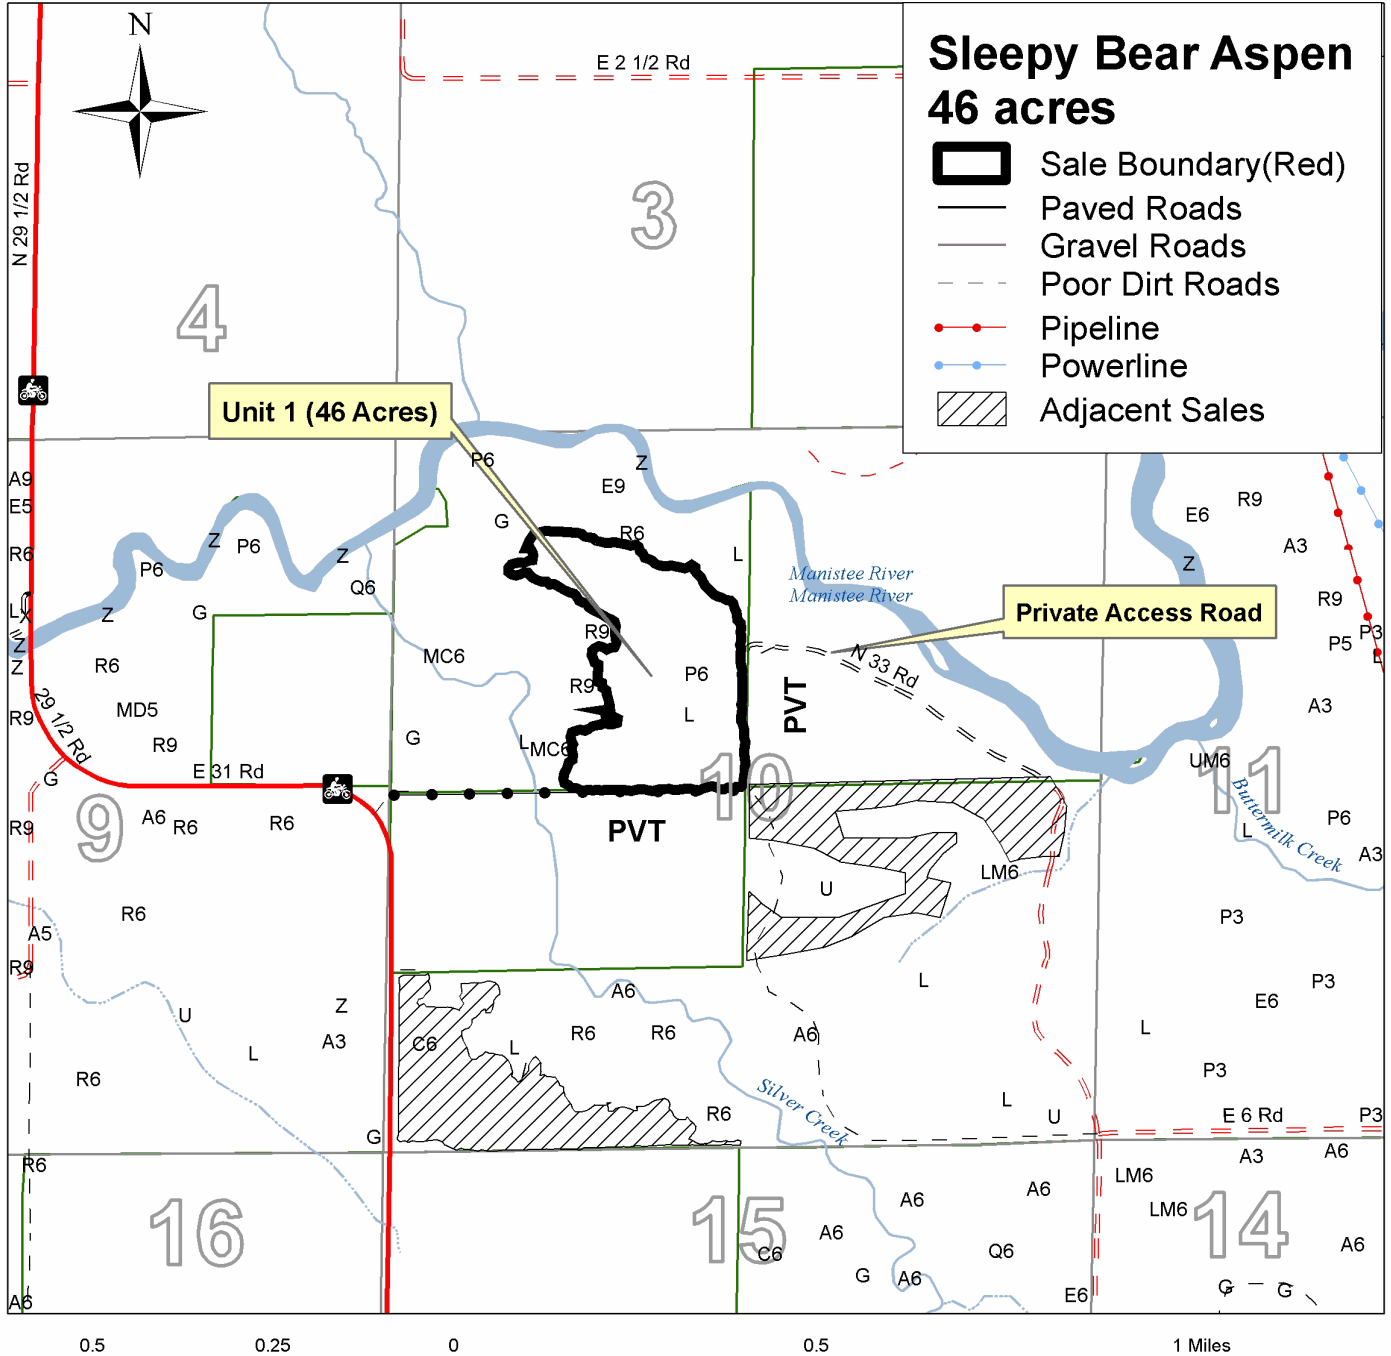 N
E 2 1/2 Rd
Sleepy Bear Aspen
46 acres
Sale Boundary(Red)
Paved Roads
Gravel Roads
Poor Dirt Roads
Pipeline
Powerline
Adjacent Sales
N 29 1/2 Rd
3
4
Unit 1 (46 Acres)
P6
Z
A9
E5
E9
R9
G
E6
R6
Z
P6
Z
R6
L
A3
P6
Z
Manistee River
Manistee River
Q6
R9
L
X
Z
G
R9
Private Access Road
P3
Z
Z
R6
MC6
P5
L
N 33 Rd
R9
P6
PVT
R9
29 1/2 Rd
MD5
L
A3
R9
G
L
MC6
UM6
G
E 31 Rd
10
11
Buttermilk Creek
9
R9
A6
R6
R6
PVT
L
P6
A3
LM6
U
R6
P3
A5
R9
L
P3
A6
E6
Z
U
A3
C6
L
R6
R6
A6
L
L
R6
P3
Silver Creek
R6
L
U
E 6 Rd
P3
G
R6
A3
A6
LM6
A6
A6
LM6
16
15
14
A6
C6
Q6
A6
G
A6
G
G
E6
A6
0.5
0.25
0
0.5
1 Miles